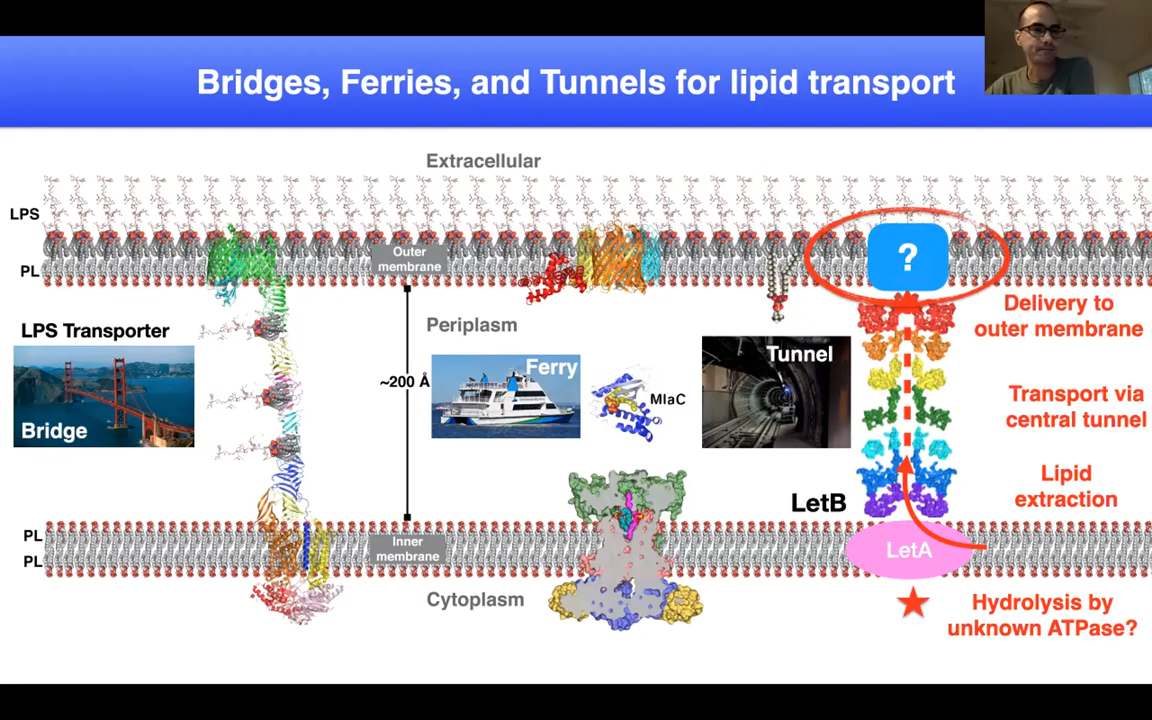 Bridges, Ferries, and Tunnels for lipid transport
Extracellular
LPS
Outer
membrane
PL
?
Delivery to
outer membrane
LPS Transporter
Bridge
Periplasm
~200 Å
Ferry
MlaC
Tunnel
Transport via
central tunnel
Lipid
extraction
LetB
PL
PL
Inner
membrane
LetA
Cytoplasm
Hydrolysis by
unknown ATPase?